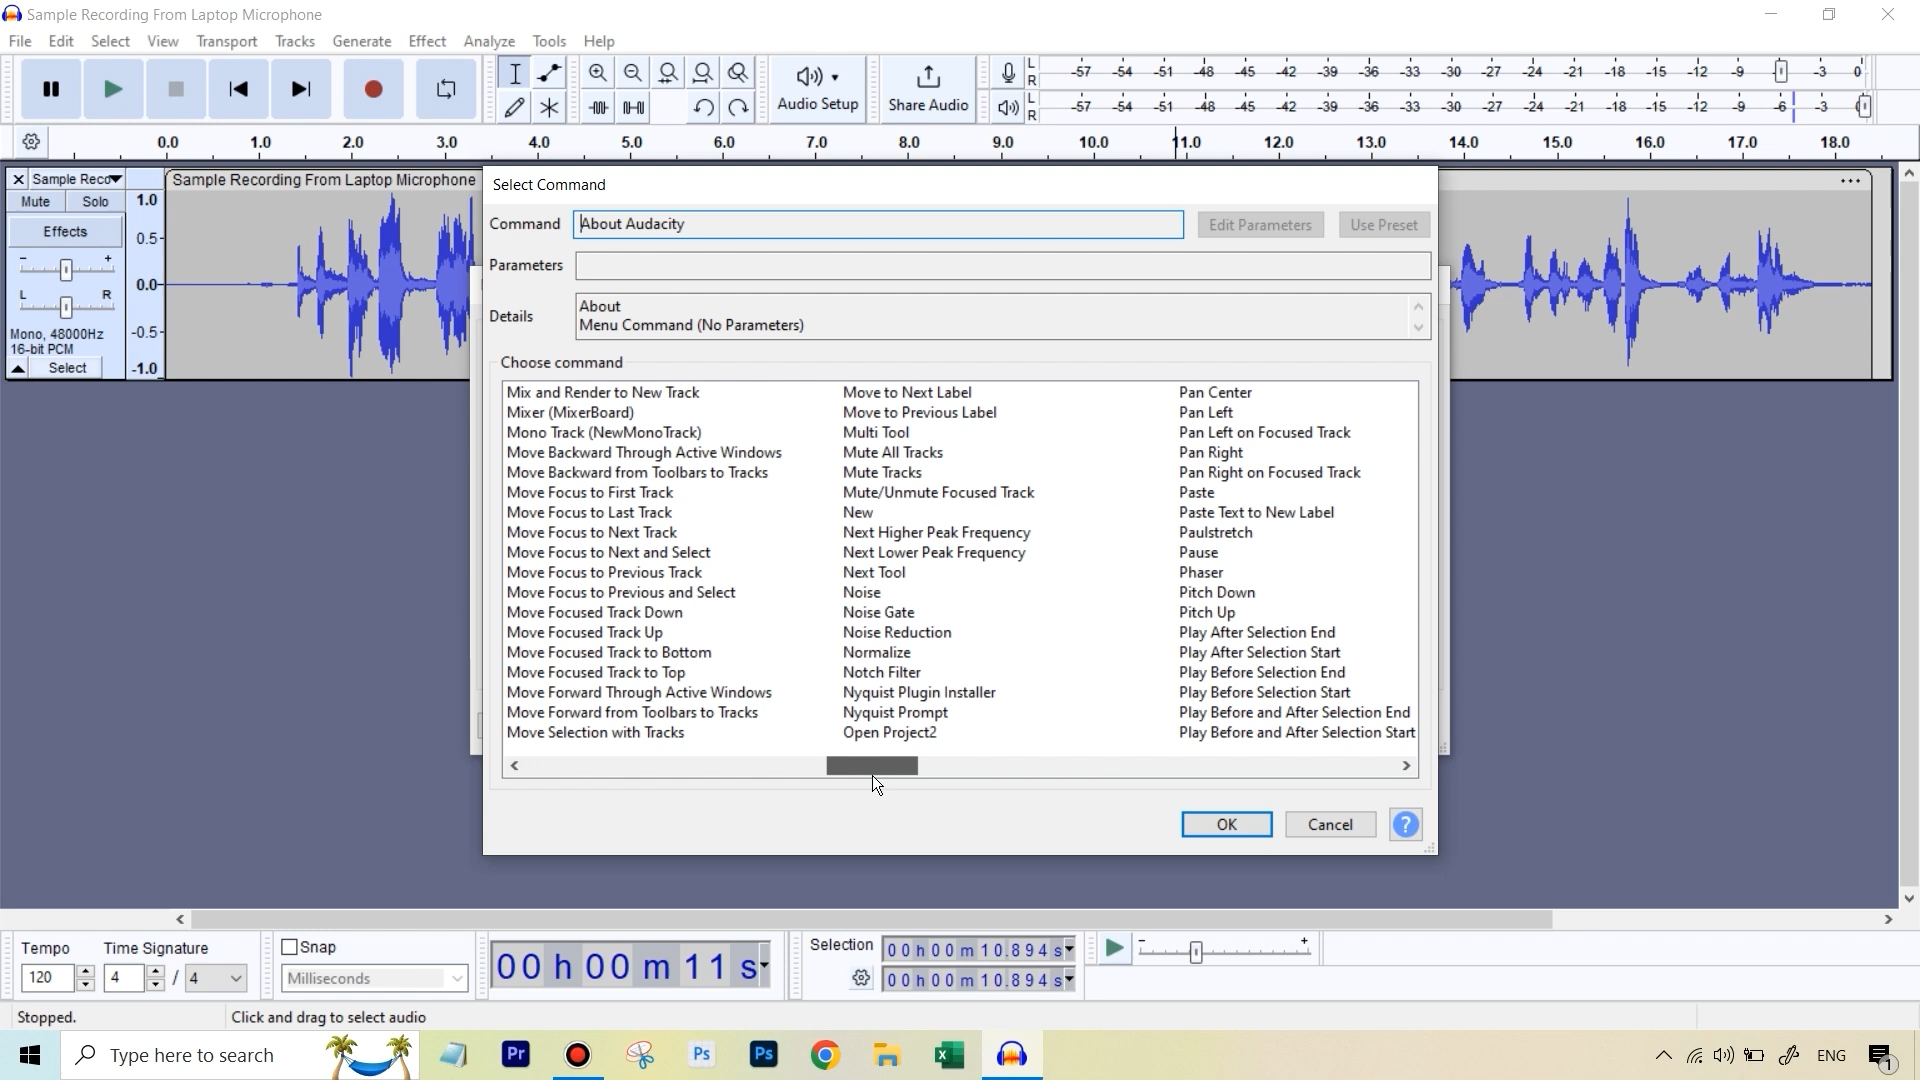 Sample Recording From Laptop Microphone
File Edit Select View Transport Tracks Generate Effect Analyze Tools Help
Audio Setup
Share Audio
L
R
-57 -54 -51 -48 -45 -42 -39 -36 -33 -30 -27 -24 -21 -18 -15 -12 -9 -3 0
L
R
-57 -54 -51 -48 -45 -42 -39 -36 -33 -30 -27 -24 -21 -18 -15 -12 -9 -6 -3
0.0 1.0 2.0 3.0 4.0 5.0 6.0 7.0 8.0 9.0 10.0 11.0 12.0 13.0 14.0 15.0 16.0 17.0 18.0
Sample Reco
Mute Solo
Effects
- +
L R
Mono, 48000Hz
16-bit PCM
Select
1.0
0.5
0.0
-0.5
-1.0
Sample Recording From Laptop Microphone
Select Command
Command About Audacity Edit Parameters Use Preset
Parameters
Details
About
Menu Command (No Parameters)
Choose command
Mix and Render to New Track
Mixer (MixerBoard)
Mono Track (NewMonoTrack)
Move Backward Through Active Windows
Move Backward from Toolbars to Tracks
Move Focus to First Track
Move Focus to Last Track
Move Focus to Next Track
Move Focus to Next and Select
Move Focus to Previous Track
Move Focus to Previous and Select
Move Focused Track Down
Move Focused Track Up
Move Focused Track to Bottom
Move Focused Track to Top
Move Forward Through Active Windows
Move Forward from Toolbars to Tracks
Move Selection with Tracks
Move to Next Label
Move to Previous Label
Multi Tool
Mute All Tracks
Mute Tracks
Mute/Unmute Focused Track
New
Next Higher Peak Frequency
Next Lower Peak Frequency
Next Tool
Noise
Noise Gate
Noise Reduction
Normalize
Notch Filter
Nyquist Plugin Installer
Nyquist Prompt
Open Project2
Pan Center
Pan Left
Pan Left on Focused Track
Pan Right
Pan Right on Focused Track
Paste
Paste Text to New Label
Paulstretch
Pause
Phaser
Pitch Down
Pitch Up
Play After Selection End
Play After Selection Start
Play Before Selection End
Play Before Selection Start
Play Before and After Selection End
Play Before and After Selection Start
OK Cancel ?
Tempo
120
Time Signature
4 / 4
Snap
Milliseconds
00 h 00 m 11 s
Selection
00 h 00 m 10.894 s
00 h 00 m 10.894 s
- +
Stopped. Click and drag to select audio
Type here to search
Pr
Ps
Ps
ENG
1